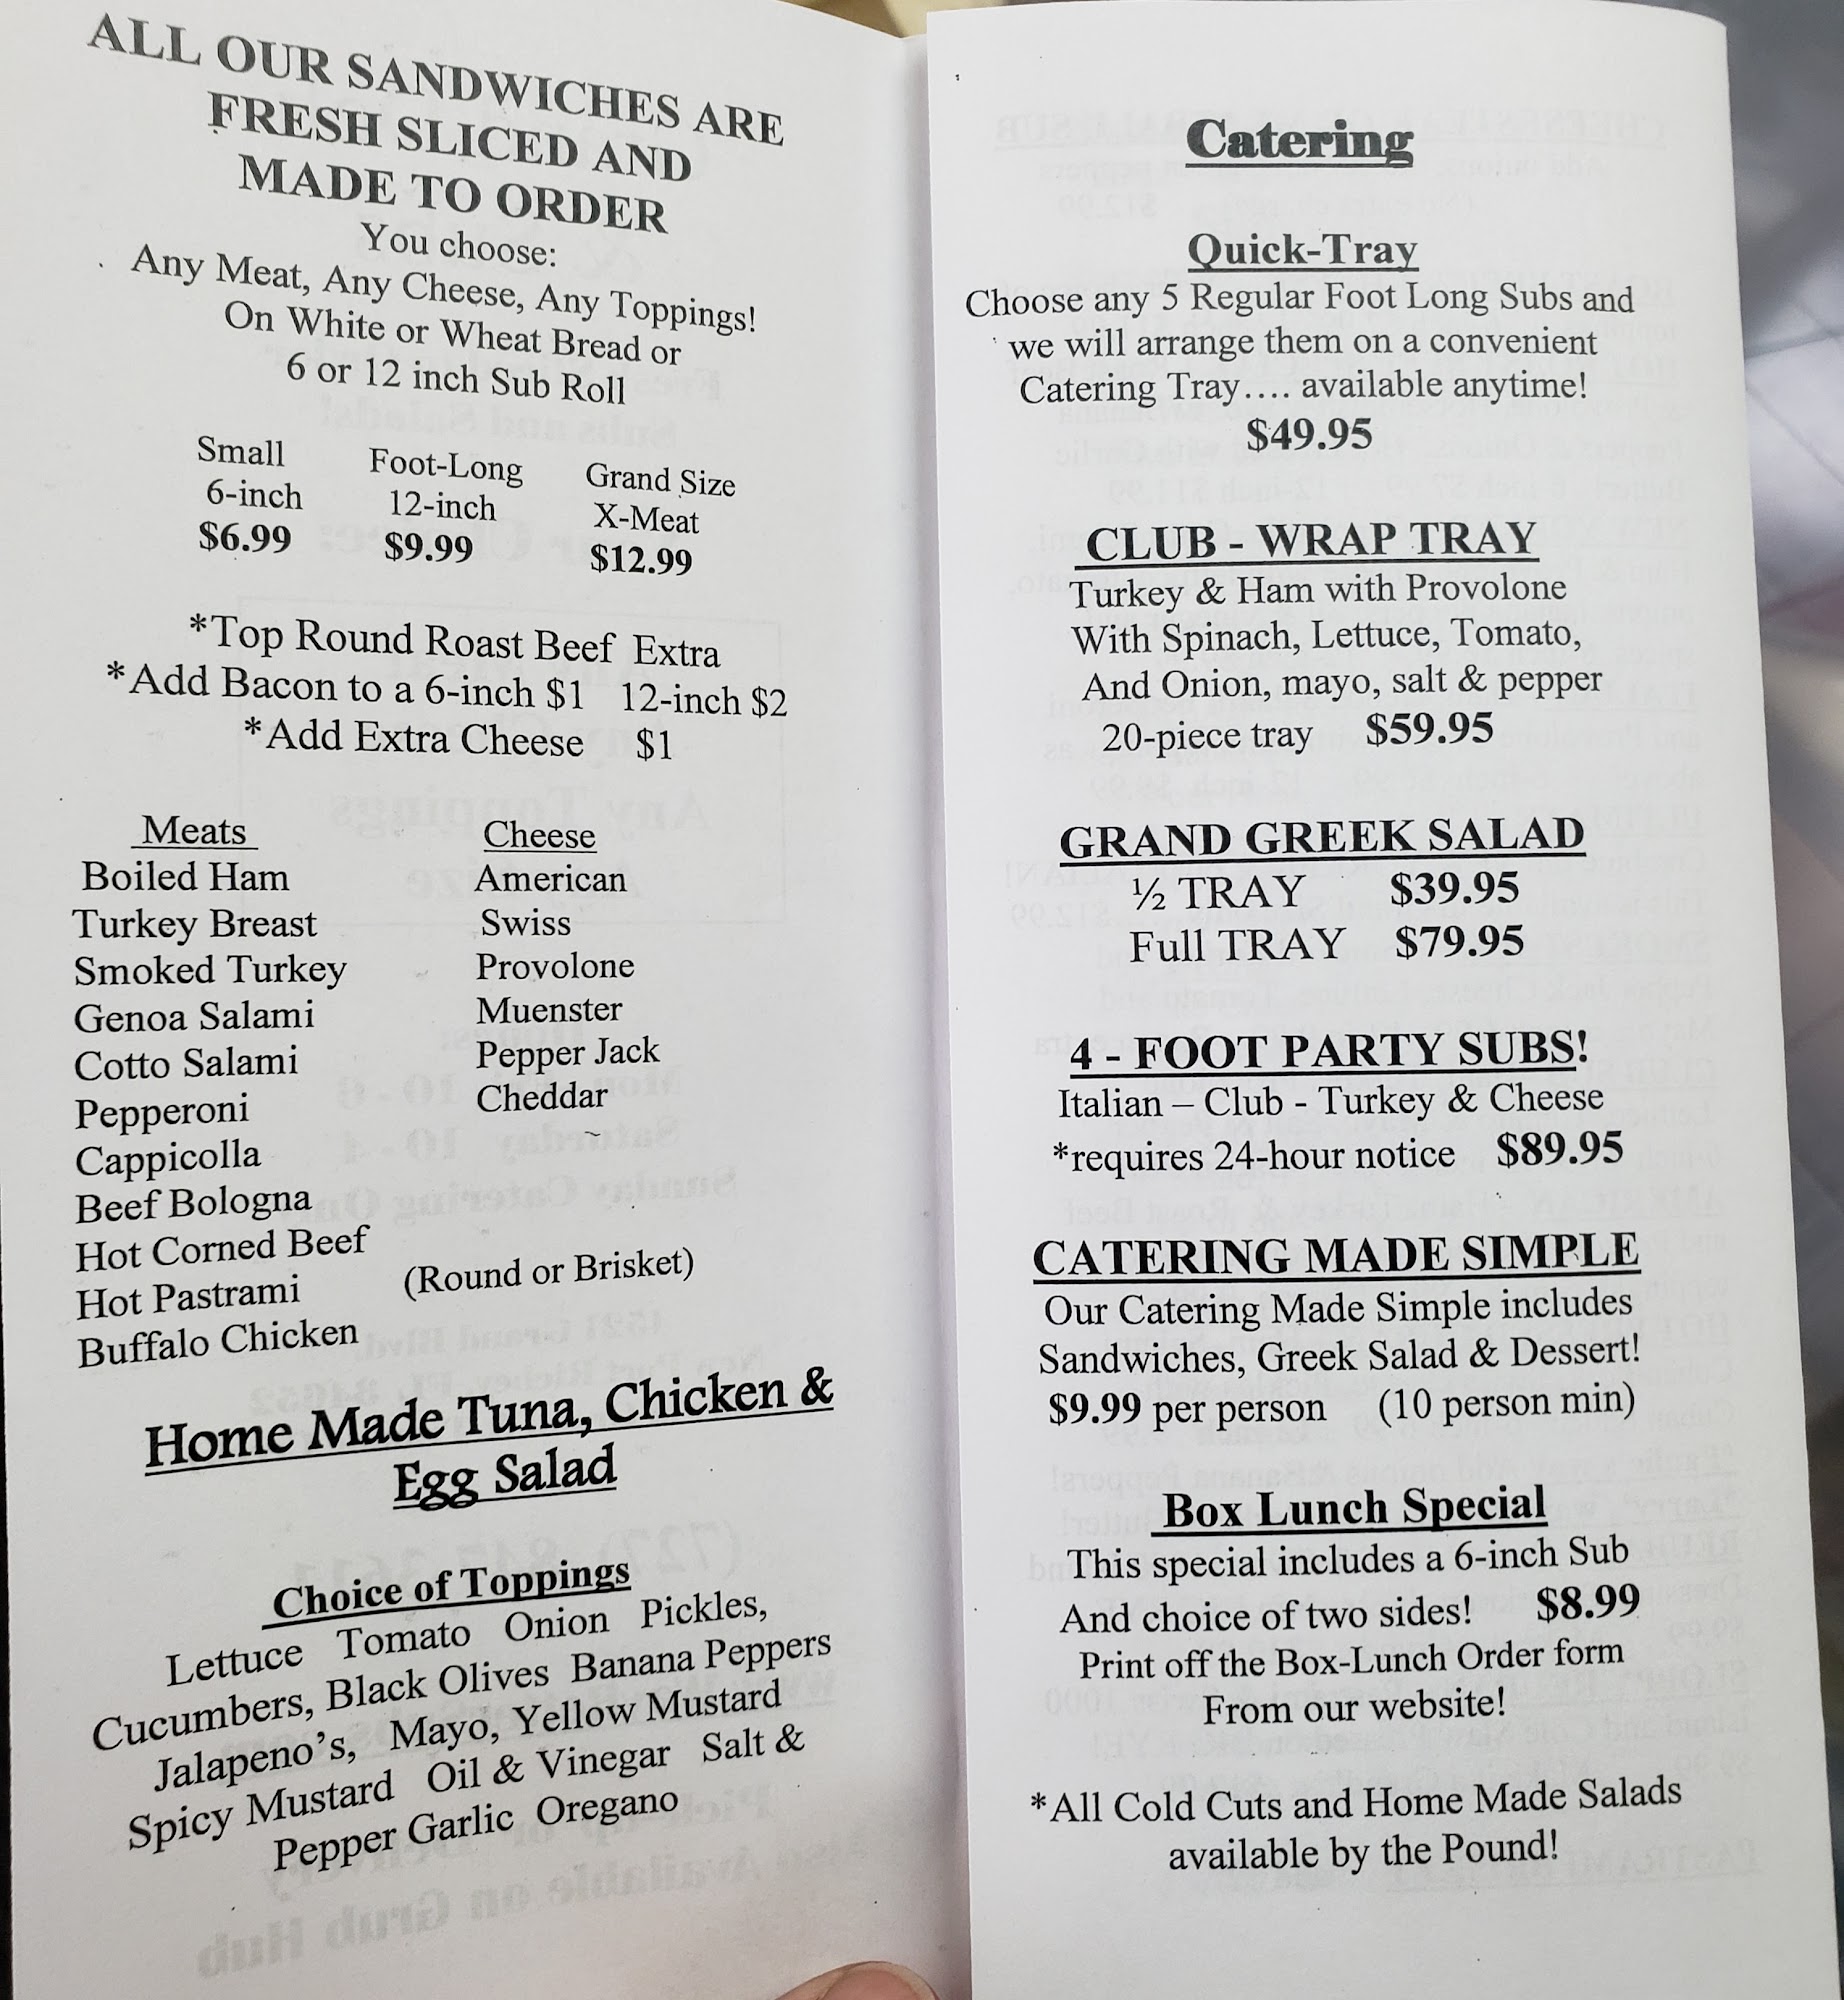 ALL OUR SANDWICHES ARE
FRESH SLICED AND
MADE TO ORDER
You choose:
Any Meat, Any Cheese, Any Toppings!
On White or Wheat Bread or
6 or 12 inch Sub Roll
Small Foot-Long Grand Size
6-inch 12-inch X-Meat
$6.99 $9.99 $12.99
*Top Round Roast Beef Extra
*Add Bacon to a 6-inch $1 12-inch $2
*Add Extra Cheese $1
Meats Cheese
Boiled Ham American
Turkey Breast Swiss
Smoked Turkey Provolone
Genoa Salami Muenster
Cotto Salami Pepper Jack
Pepperoni Cheddar
Cappicolla
Beef Bologna
Hot Corned Beef
Hot Pastrami (Round or Brisket)
Buffalo Chicken
Home Made Tuna, Chicken &
Egg Salad
Choice of Toppings
Lettuce Tomato Onion Pickles,
Cucumbers, Black Olives Banana Peppers
Jalapeno's, Mayo, Yellow Mustard
Spicy Mustard Oil & Vinegar Salt &
Pepper Garlic Oregano
Catering
Quick-Tray
Choose any 5 Regular Foot Long Subs and
we will arrange them on a convenient
Catering Tray.... available anytime!
$49.95
CLUB - WRAP TRAY
Turkey & Ham with Provolone
With Spinach, Lettuce, Tomato,
And Onion, mayo, salt & pepper
20-piece tray $59.95
GRAND GREEK SALAD
½ TRAY $39.95
Full TRAY $79.95
4 - FOOT PARTY SUBS!
Italian – Club - Turkey & Cheese
*requires 24-hour notice $89.95
CATERING MADE SIMPLE
Our Catering Made Simple includes
Sandwiches, Greek Salad & Dessert!
$9.99 per person (10 person min)
Box Lunch Special
This special includes a 6-inch Sub
And choice of two sides! $8.99
Print off the Box-Lunch Order form
From our website!
*All Cold Cuts and Home Made Salads
available by the Pound!